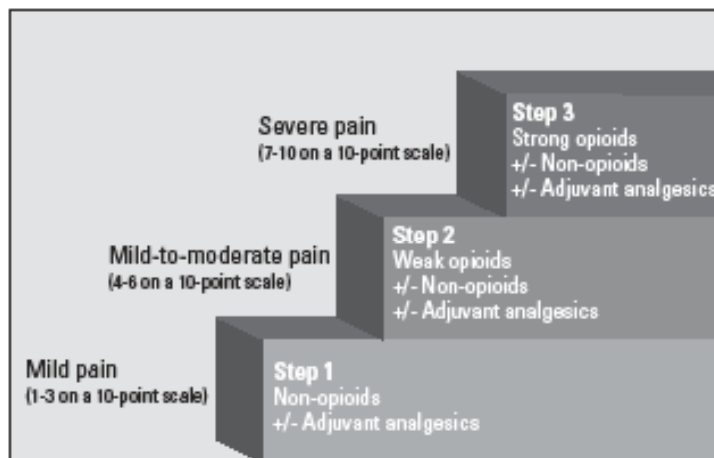 Severe pain
(7-10 on a 10-point scale)
Step 3
Strong opioids
+/- Non-opioids
+/- Adjuvant analgesics
Mild-to-moderate pain
(4-6 on a 10-point scale)
Step 2
Weak opioids
+/- Non-opioids
+/- Adjuvant analgesics
Mild pain
(1-3 on a 10-point scale)
Step 1
Non-opioids
+/- Adjuvant analgesics